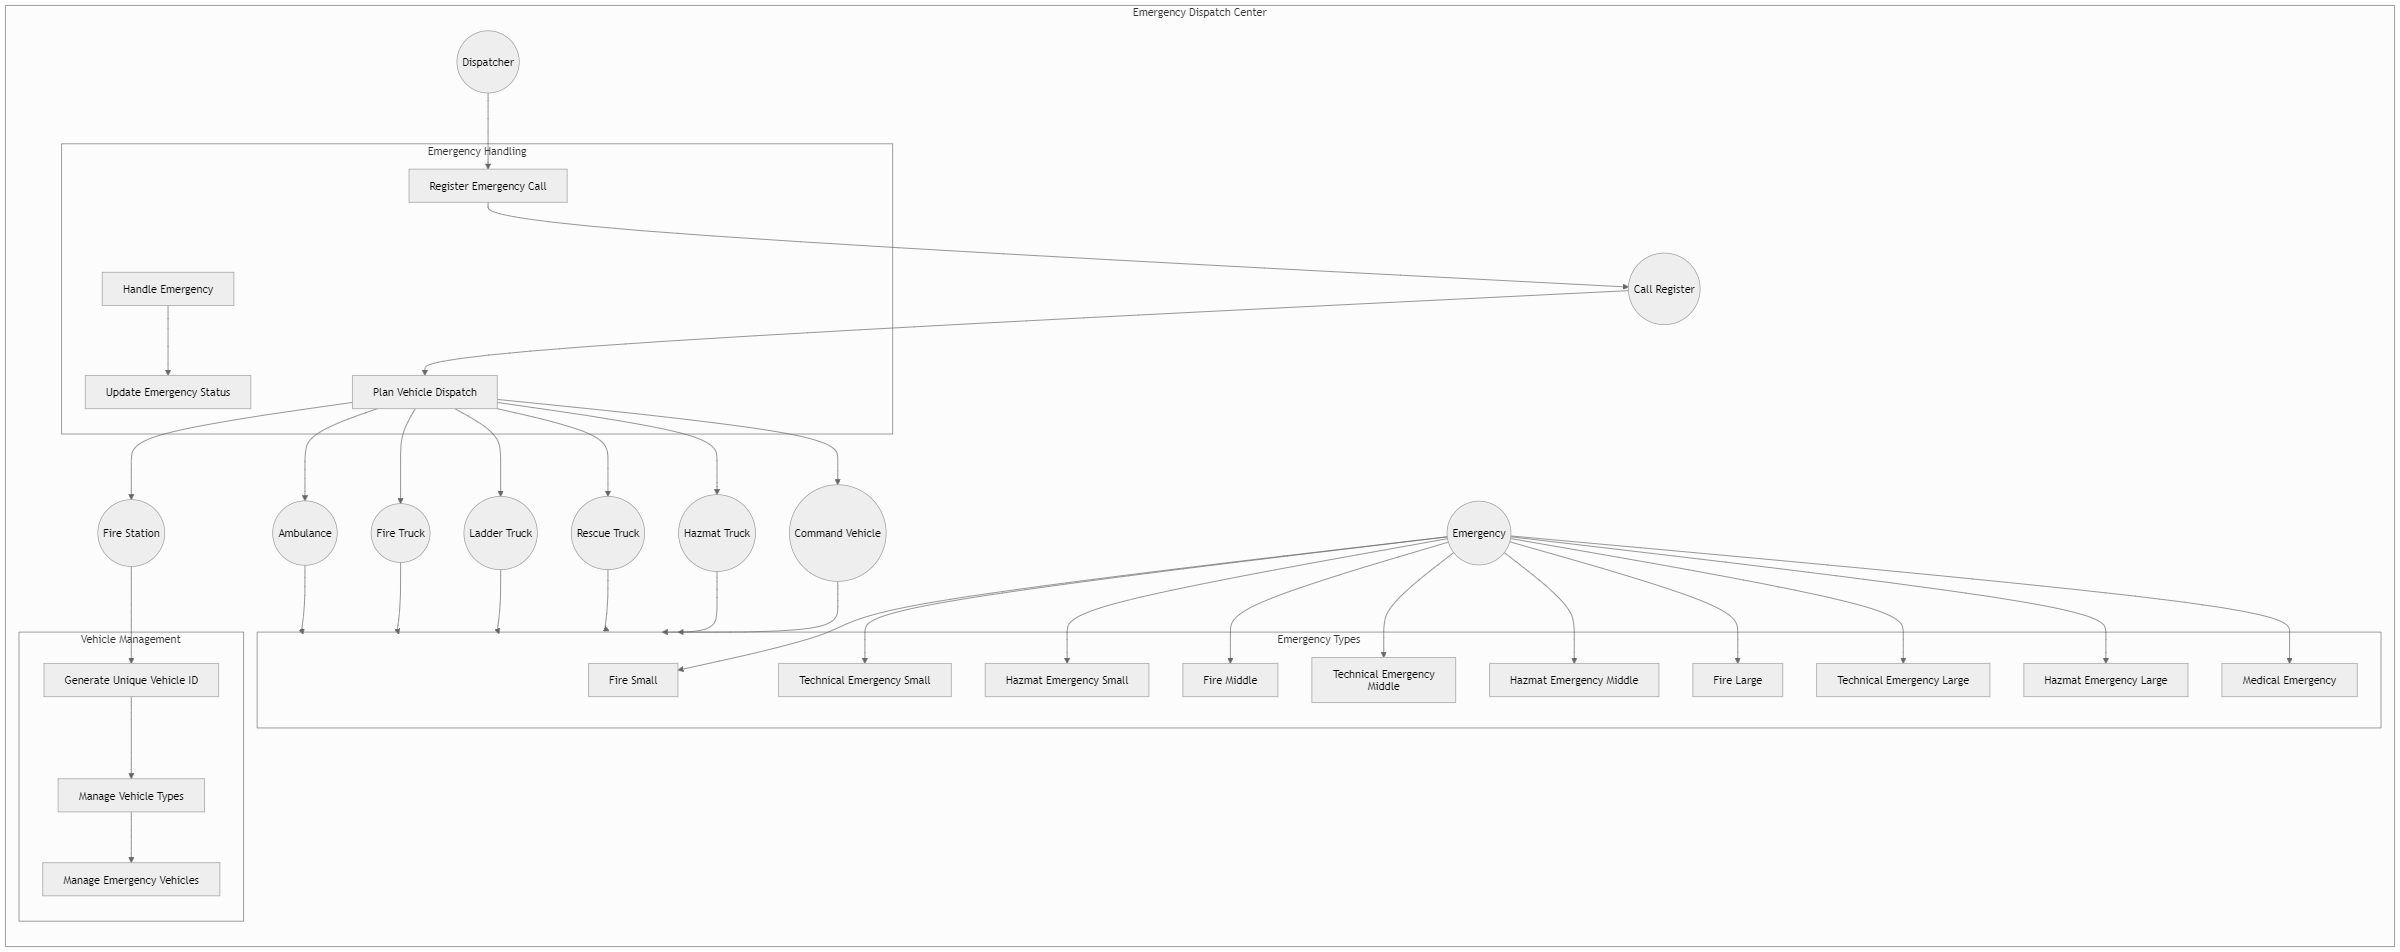 Emergency Dispatch Center
Dispatcher
Emergency Handling
Register Emergency Call
Handle Emergency
Call Register
Update Emergency Status
Plan Vehicle Dispatch
Fire Station
Ambulance
Fire Truck
Ladder Truck
Rescue Truck
Hazmat Truck
Command Vehicle
Emergency
Vehicle Management
Emergency Types
Generate Unique Vehicle ID
Fire Small
Technical Emergency Small
Hazmat Emergency Small
Fire Middle
Technical Emergency
Middle
Hazmat Emergency Middle
Fire Large
Technical Emergency Large
Hazmat Emergency Large
Medical Emergency
Manage Vehicle Types
Manage Emergency Vehicles